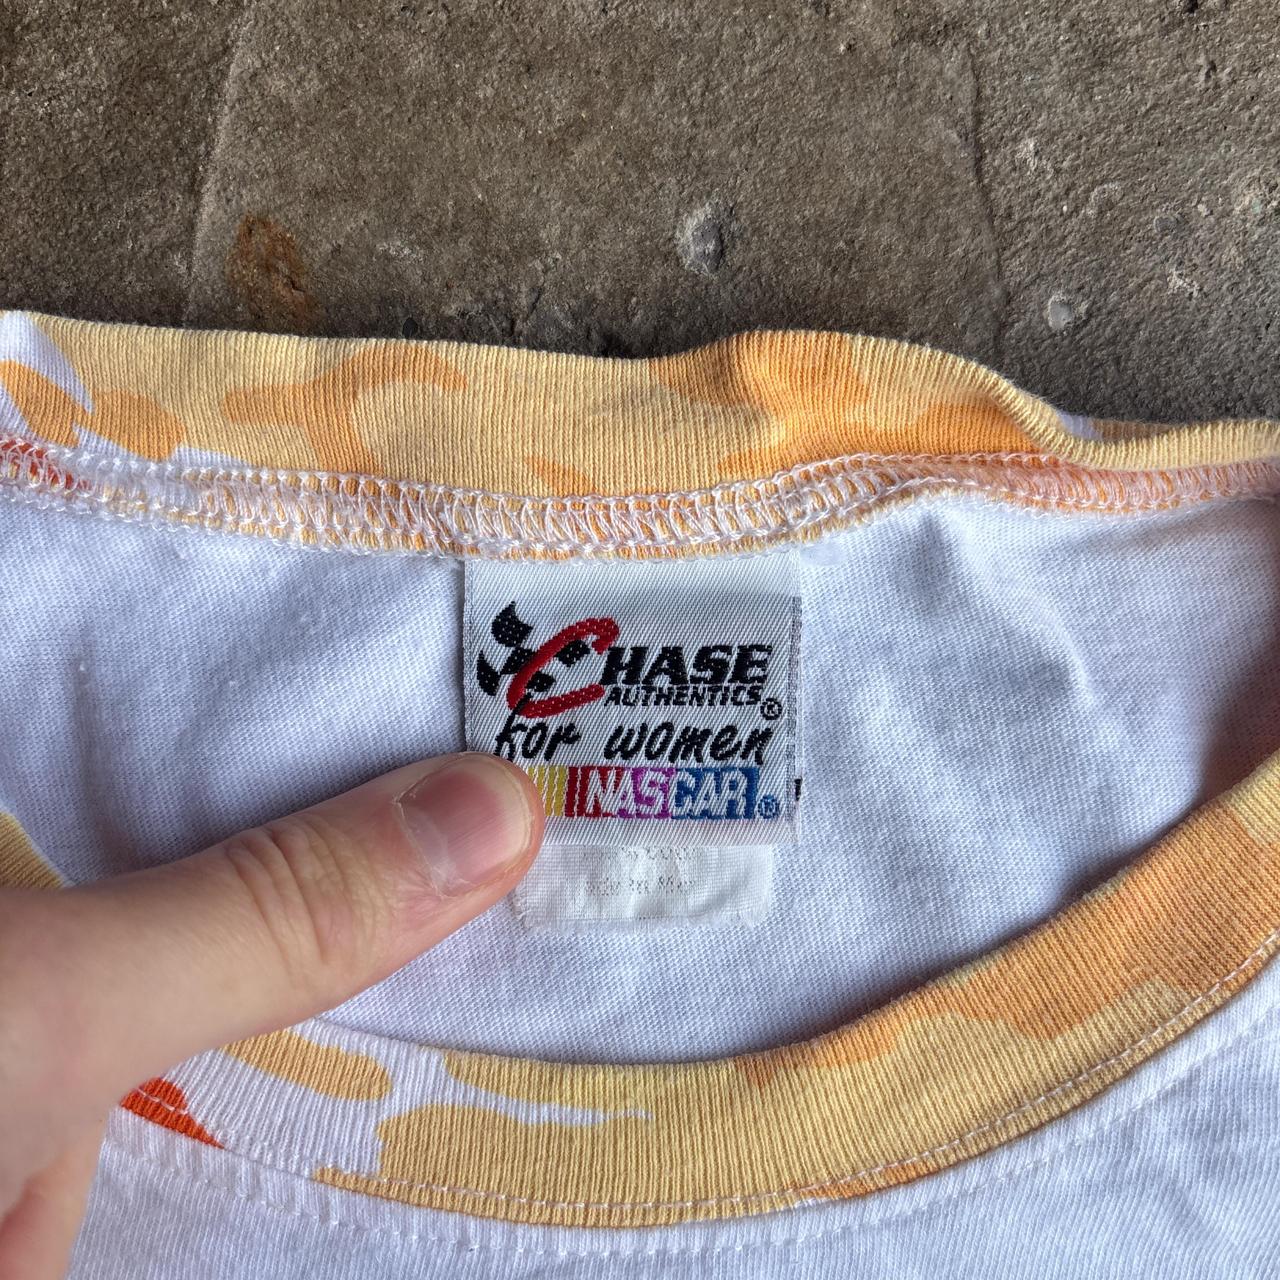 CHASE
AUTHENTICS®
for women
NASCAR®